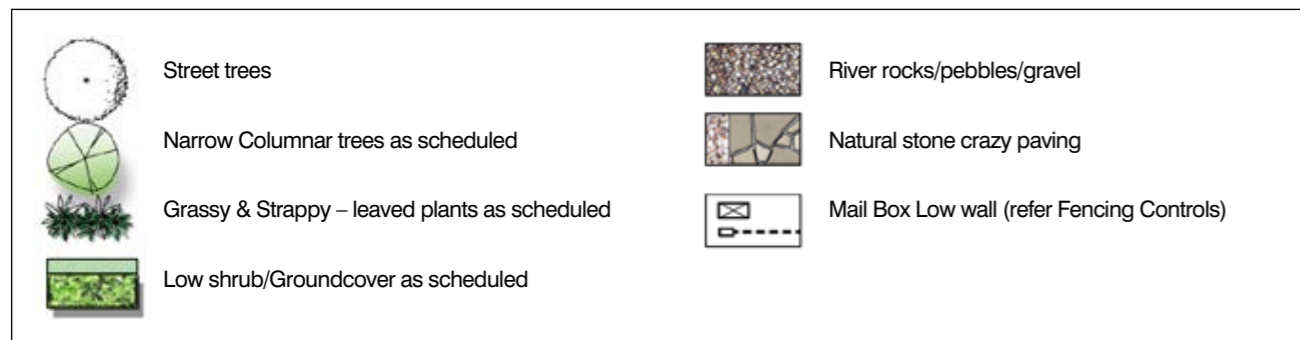 Street trees
Narrow Columnar trees as scheduled
Grassy & Strappy – leaved plants as scheduled
Low shrub/Groundcover as scheduled
River rocks/pebbles/gravel
Natural stone crazy paving
Mail Box Low wall (refer Fencing Controls)